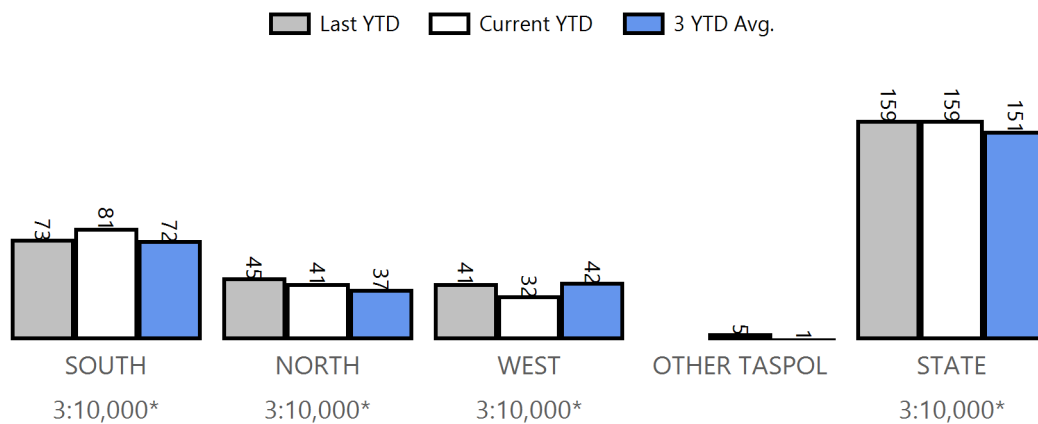 Last YTD Current YTD 3 YTD Avg.
73 81 72 45 41 37 41 32 42 5 1 159 159 151
SOUTH NORTH WEST OTHER TASPOL STATE
3:10,000* 3:10,000* 3:10,000* 3:10,000*